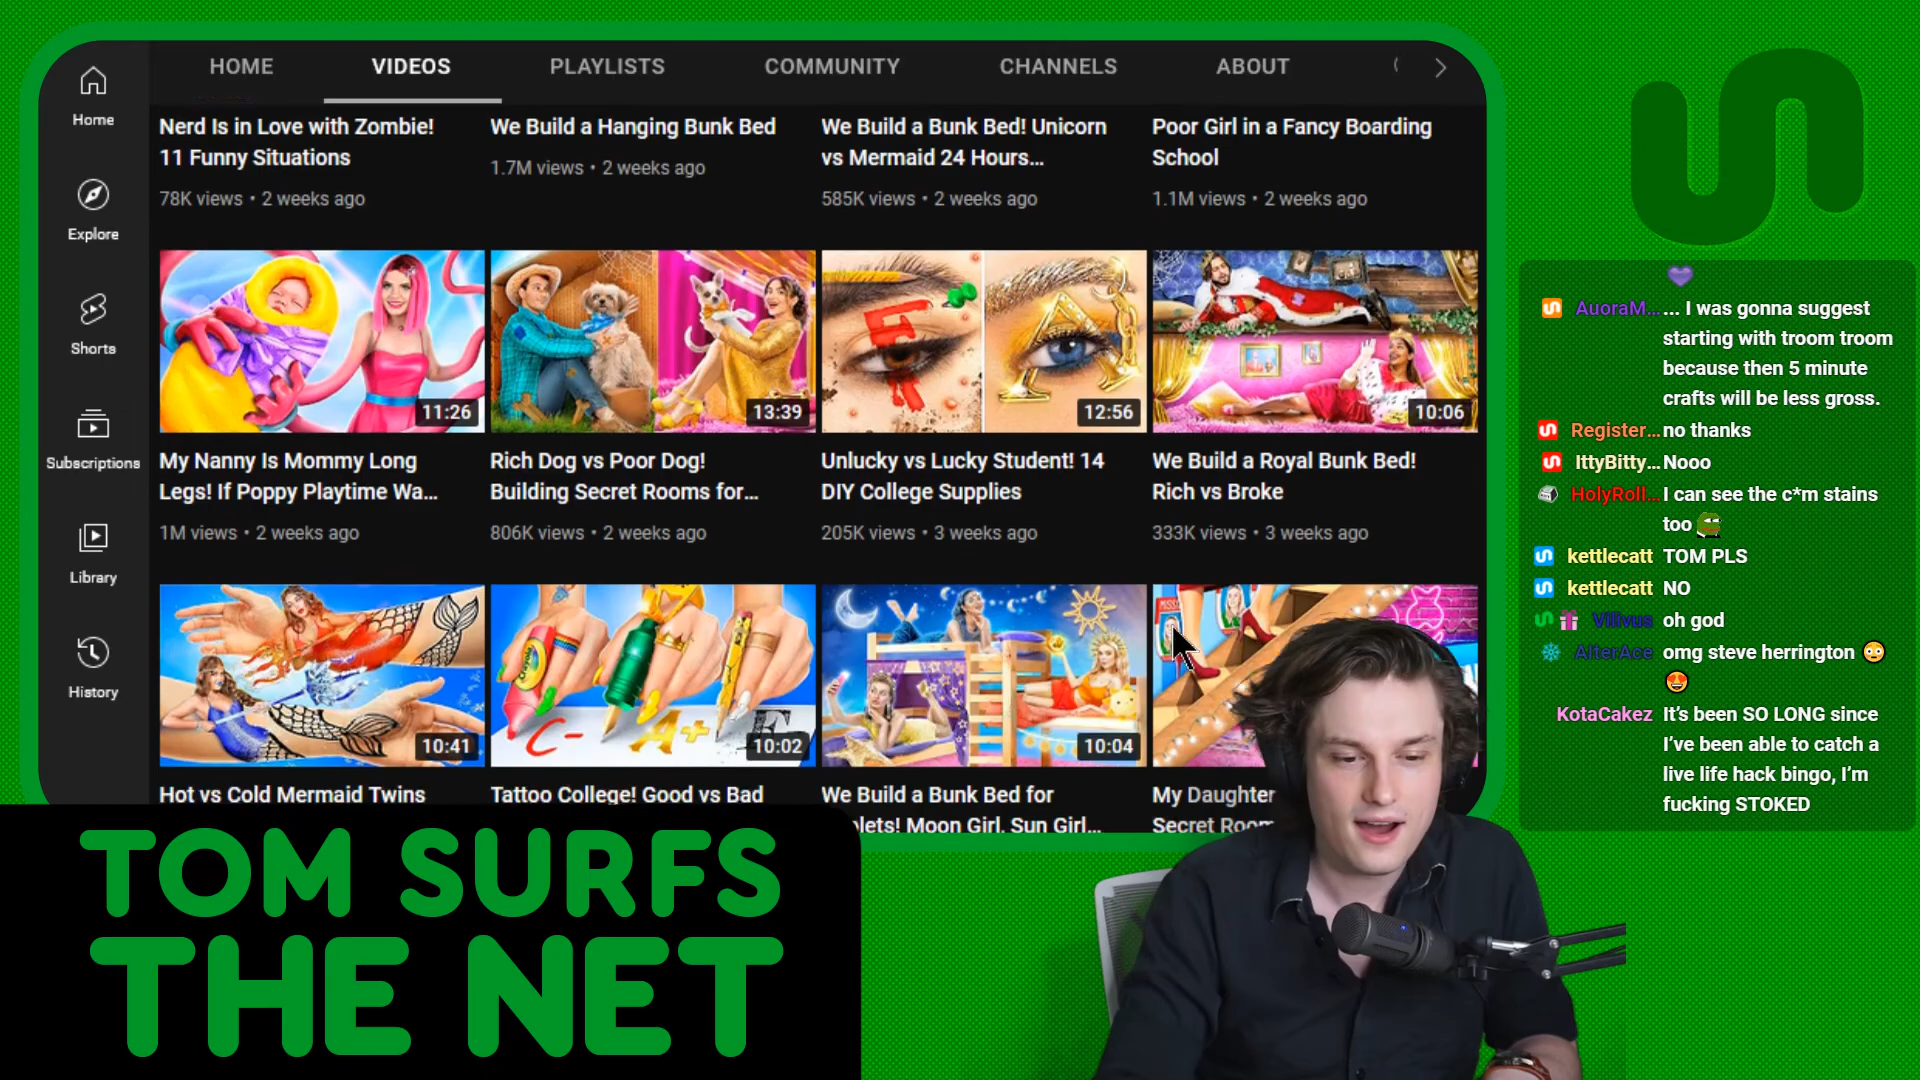 HOME VIDEOS PLAYLISTS COMMUNITY CHANNELS ABOUT
Home
Explore
Shorts
Subscriptions
Library
History
Nerd Is in Love with Zombie!
11 Funny Situations
78K views • 2 weeks ago
We Build a Hanging Bunk Bed
1.7M views • 2 weeks ago
We Build a Bunk Bed! Unicorn
vs Mermaid 24 Hours...
585K views • 2 weeks ago
Poor Girl in a Fancy Boarding
School
1.1M views • 2 weeks ago
11:26
My Nanny Is Mommy Long
Legs! If Poppy Playtime Wa...
1M views • 2 weeks ago
13:39
Rich Dog vs Poor Dog!
Building Secret Rooms for...
806K views • 2 weeks ago
12:56
Unlucky vs Lucky Student! 14
DIY College Supplies
205K views • 3 weeks ago
10:06
We Build a Royal Bunk Bed!
Rich vs Broke
333K views • 3 weeks ago
10:41
Hot vs Cold Mermaid Twins
C-
A+
F
10:02
Tattoo College! Good vs Bad
10:04
We Build a Bunk Bed for
plets! Moon Girl, Sun Girl...
MISS
My Daughter
Secret Room
TOM SURFS
THE NET
AuoraM... ... I was gonna suggest
starting with troom troom
because then 5 minute
crafts will be less gross.
Register... no thanks
IttyBitty... Nooo
HolyRoll... I can see the c*m stains
too
kettlecatt TOM PLS
kettlecatt NO
Vilivus oh god
AlterAce omg steve herrington 😳
😍
KotaCakez It's been SO LONG since
I've been able to catch a
live life hack bingo, I'm
fucking STOKED